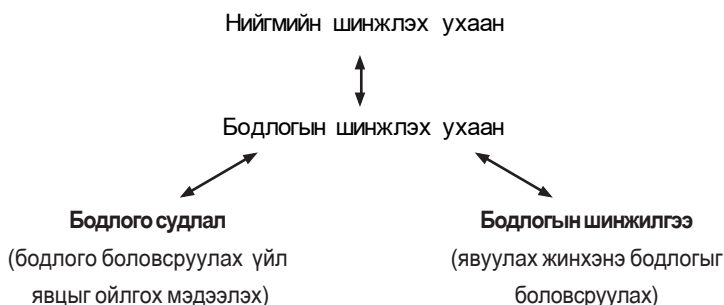 Нийгмийн шинжлэх ухаан
Бодлогын шинжлэх ухаан
Бодлого судлал
(бодлого боловсруулах үйл
явцыг ойлгох мэдээлэх)
Бодлогын шинжилгээ
(явуулах жинхэнэ бодлогыг
боловсруулах)